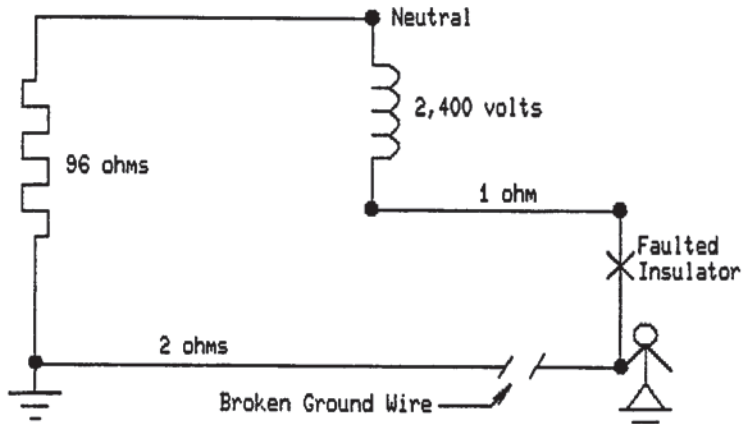 Neutral
2,400 volts
96 ohms
1 ohm
Faulted
Insulator
2 ohms
Broken Ground Wire